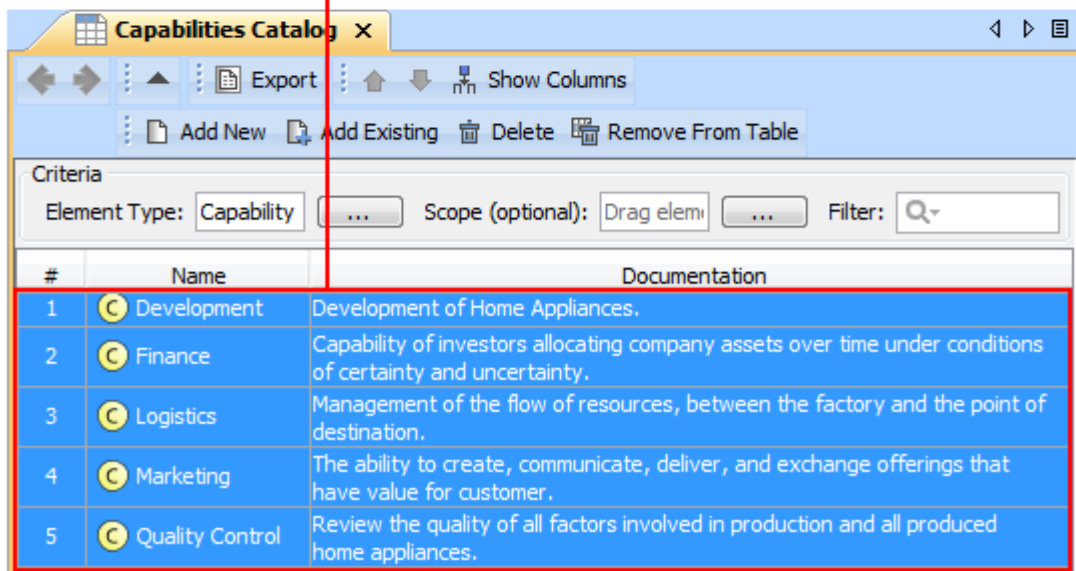 Capabilities Catalog
Export Show Columns
Add New Add Existing Delete Remove From Table
Criteria
Element Type: Capability ... Scope (optional): Drag elem ... Filter:
# Name Documentation
1 C Development Development of Home Appliances.
2 C Finance Capability of investors allocating company assets over time under conditions
of certainty and uncertainty.
3 C Logistics Management of the flow of resources, between the factory and the point of
destination.
4 C Marketing The ability to create, communicate, deliver, and exchange offerings that
have value for customer.
5 C Quality Control Review the quality of all factors involved in production and all produced
home appliances.